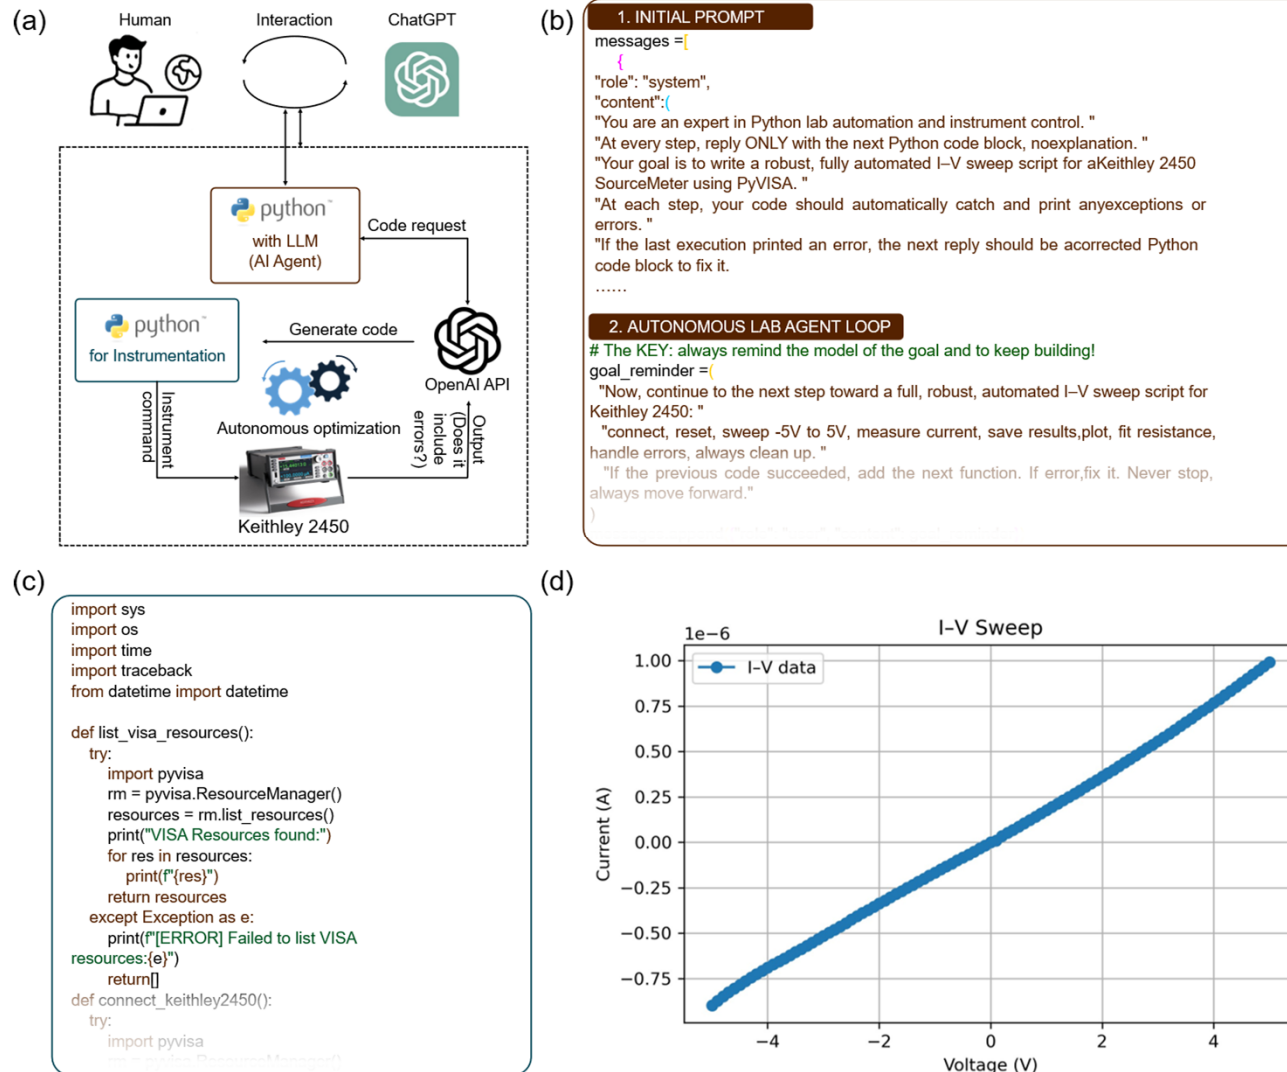 (a)
Human
Interaction
ChatGPT
python™
with LLM
(AI Agent)
Code request
python™
for Instrumentation
Generate code
OpenAI API
Autonomous optimization
Instrument
command
Output
(Does it
include
errors?)
Keithley 2450
(b)
1. INITIAL PROMPT
messages =[
{
"role": "system",
"content":(
"You are an expert in Python lab automation and instrument control. "
"At every step, reply ONLY with the next Python code block, noexplanation. "
"Your goal is to write a robust, fully automated I–V sweep script for aKeithley 2450
SourceMeter using PyVISA. "
"At each step, your code should automatically catch and print anyexceptions or
errors. "
"If the last execution printed an error, the next reply should be acorrected Python
code block to fix it.
......
2. AUTONOMOUS LAB AGENT LOOP
# The KEY: always remind the model of the goal and to keep building!
goal_reminder =(
"Now, continue to the next step toward a full, robust, automated I–V sweep script for
Keithley 2450: "
"connect, reset, sweep -5V to 5V, measure current, save results,plot, fit resistance,
handle errors, always clean up. "
"If the previous code succeeded, add the next function. If error,fix it. Never stop,
always move forward."
)
(c)
import sys
import os
import time
import traceback
from datetime import datetime
def list_visa_resources():
try:
import pyvisa
rm = pyvisa.ResourceManager()
resources = rm.list_resources()
print("VISA Resources found:")
for res in resources:
print(f"{res}")
return resources
except Exception as e:
print(f"[ERROR] Failed to list VISA
resources:{e}")
return[]
def connect_keithley2450():
try:
import pyvisa
(d)
I–V Sweep
1e−6
I–V data
1.00
0.75
0.50
0.25
0.00
−0.25
−0.50
−0.75
Current (A)
−4
−2
0
2
4
Voltage (V)